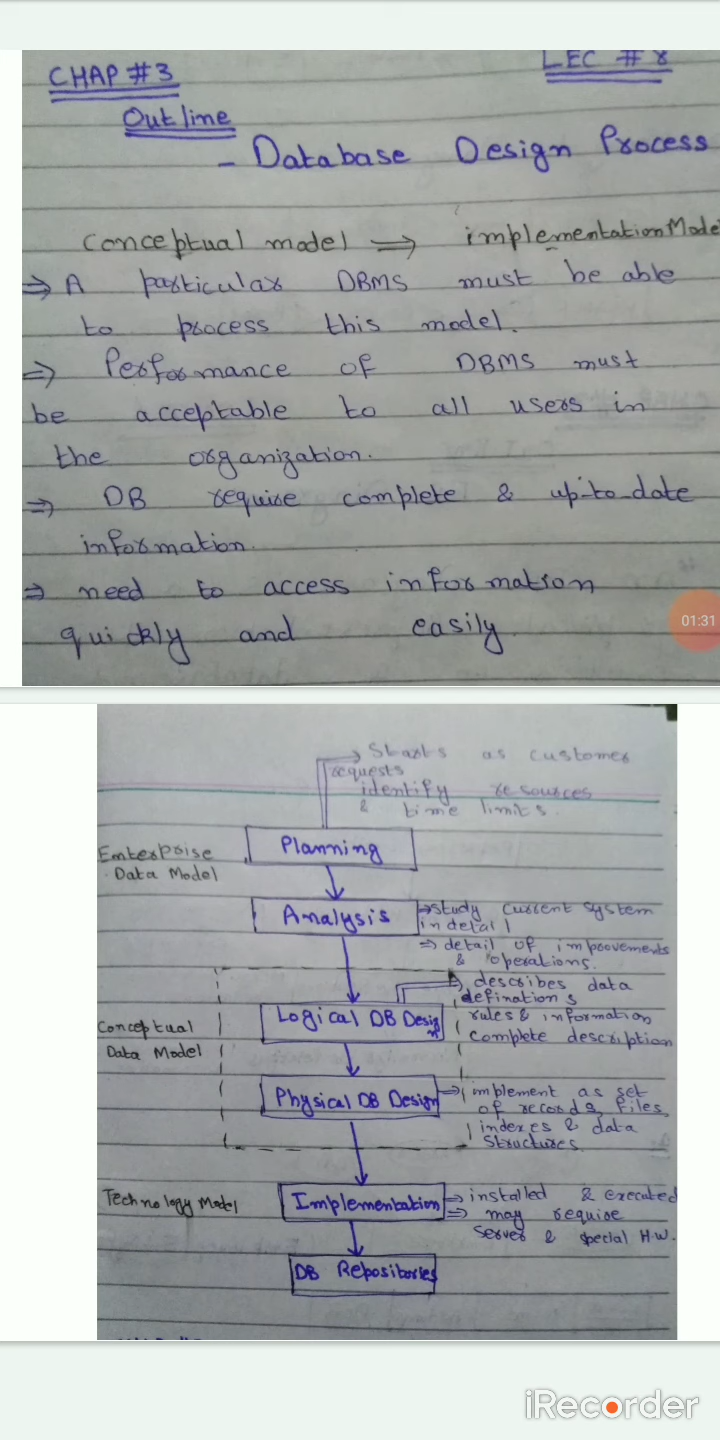 CHAP #3
LEC # 8
Outline
- Database Design Process
Conceptual model ⇒ implementationMode
⇒ A particular DBMS must be able
to process this model.
⇒ Performance of DBMS must
be acceptable to all users in
the organization.
⇒ DB require complete & up-to-date
information.
⇒ need to access information
quickly and easily.
01:31
→ Starts as customer
requests
identify resources
& time limits.
Enterprise
Data Model
Planning
Analysis
→ study current system
in detail
⇒ detail of improvements
& operations.
Conceptual
Data Model
Logical DB Design
→ describes data
definations
rules & information
complete description
Physical DB Design
→ implement as set
of records, files,
indexes & data
structures.
Technology Model
Implementation
→ installed & executed
⇒ may require
server & special H.W.
DB Repositories
iRecorder